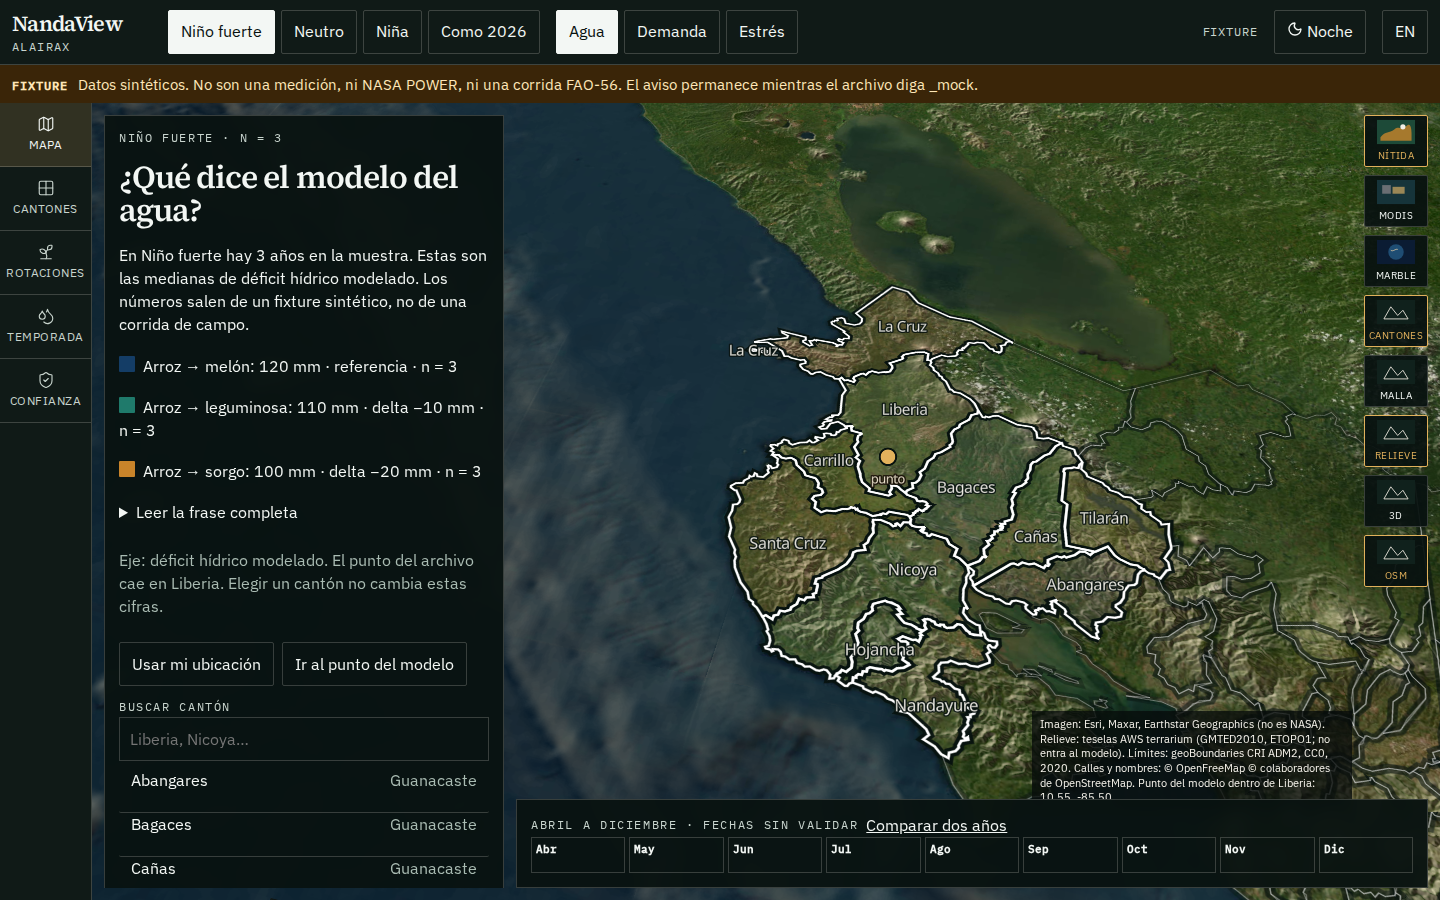 NandaView
ALAIRAX
Niño fuerte
Neutro
Niña
Como 2026
Agua
Demanda
Estrés
FIXTURE
Noche
EN
FIXTURE Datos sintéticos. No son una medición, ni NASA POWER, ni una corrida FAO-56. El aviso permanece mientras el archivo diga _mock.
MAPA
CANTONES
ROTACIONES
TEMPORADA
CONFIANZA
NIÑO FUERTE · N = 3
¿Qué dice el modelo del
agua?
En Niño fuerte hay 3 años en la muestra. Estas son
las medianas de déficit hídrico modelado. Los
números salen de un fixture sintético, no de una
corrida de campo.
Arroz → melón: 120 mm · referencia · n = 3
Arroz → leguminosa: 110 mm · delta −10 mm ·
n = 3
Arroz → sorgo: 100 mm · delta −20 mm · n = 3
Leer la frase completa
Eje: déficit hídrico modelado. El punto del archivo
cae en Liberia. Elegir un cantón no cambia estas
cifras.
Usar mi ubicación
Ir al punto del modelo
BUSCAR CANTÓN
Liberia, Nicoya...
Abangares Guanacaste
Bagaces Guanacaste
Cañas Guanacaste
La Cruz
La Cruz
Liberia
Carrillo
punto
Bagaces
Tilarán
Cañas
Santa Cruz
Nicoya
Abangares
Hojancha
Nandayure
NÍTIDA
MODIS
MARBLE
CANTONES
MALLA
RELIEVE
3D
OSM
Imagen: Esri, Maxar, Earthstar Geographics (no es NASA).
Relieve: teselas AWS terrarium (GMTED2010, ETOPO1; no
entra al modelo). Límites: geoBoundaries CRI ADM2, CC0,
2020. Calles y nombres: © OpenFreeMap © colaboradores
de OpenStreetMap. Punto del modelo dentro de Liberia:
10.55, -85.50
ABRIL A DICIEMBRE · FECHAS SIN VALIDAR Comparar dos años
Abr
May
Jun
Jul
Ago
Sep
Oct
Nov
Dic